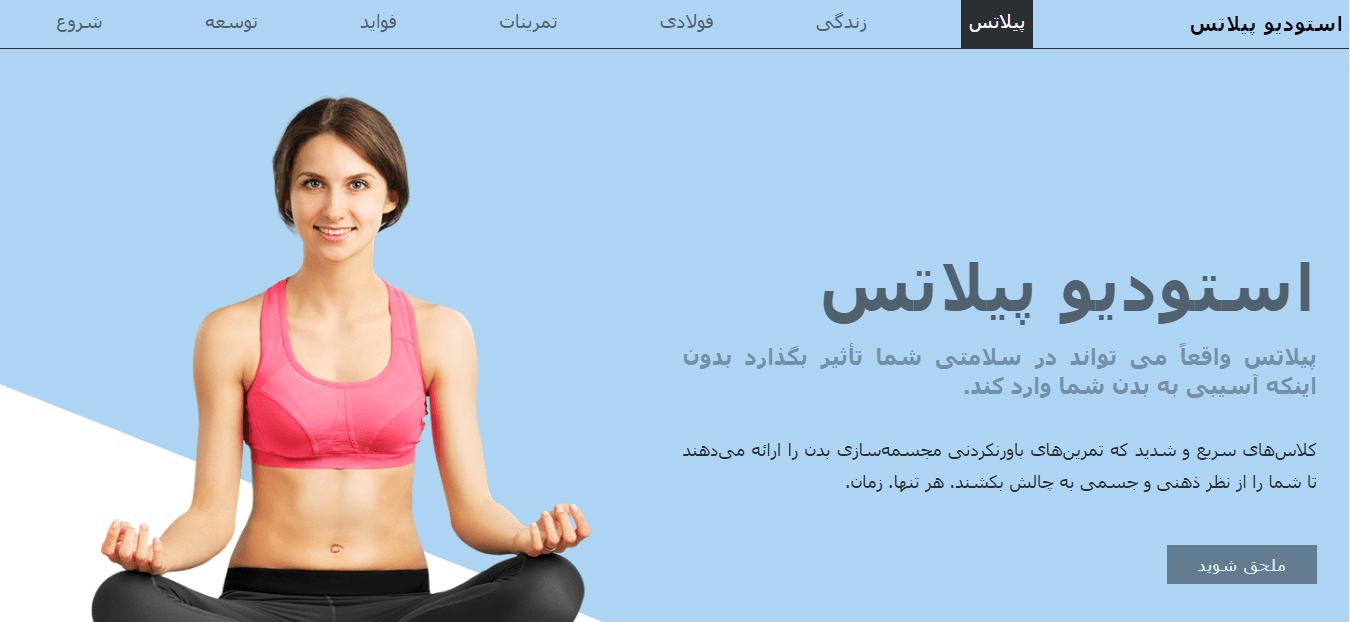 استودیو پیلاتس
پیلاتس
زندگی
فولادی
تمرینات
فواید
توسعه
شروع
استودیو پیلاتس
پیلاتس واقعاً می تواند در سلامتی شما تأثیر بگذارد بدون
اینکه آسیبی به بدن شما وارد کند.
کلاس‌های سریع و شدید که تمرین‌های باورنکردنی مجسمه‌سازی بدن را ارائه می‌دهند
تا شما را از نظر ذهنی و جسمی به چالش بکشند. هر تنها. زمان.
ملحق شوید